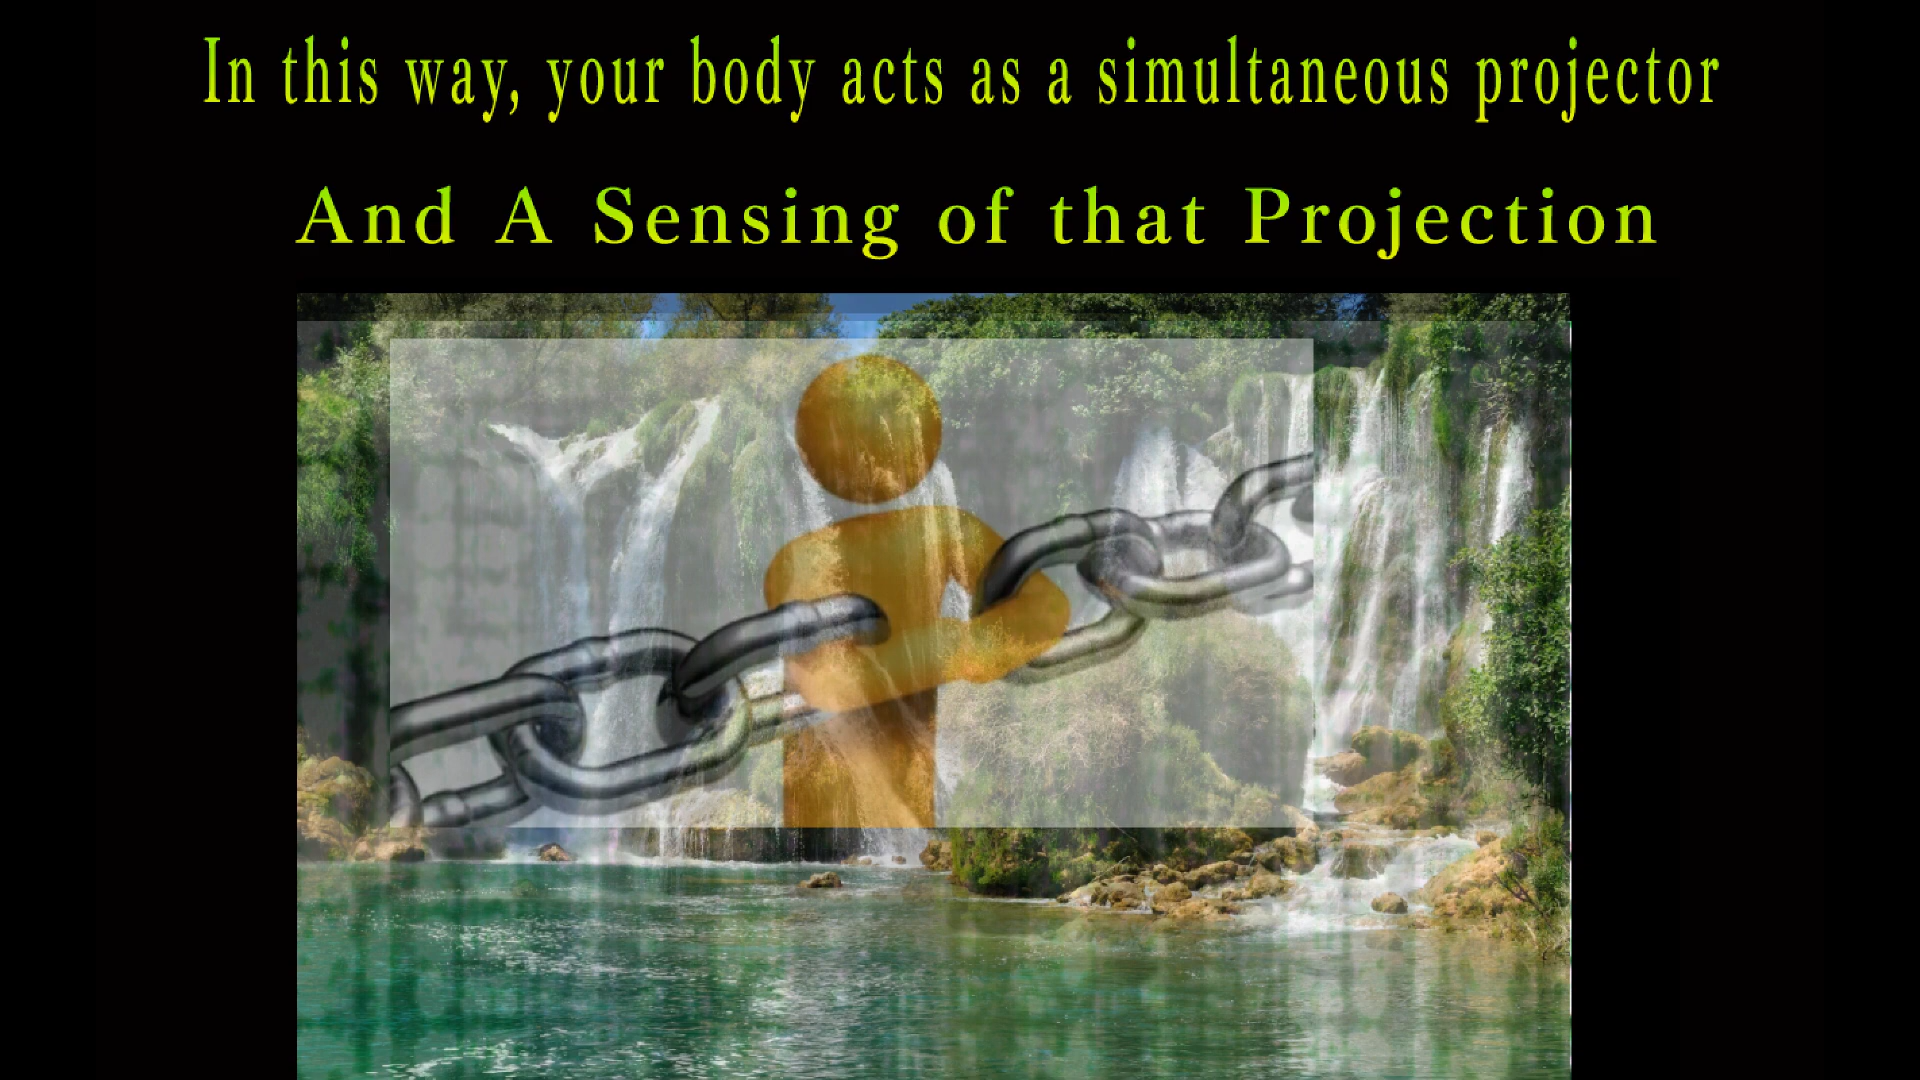 In this way, your body acts as a simultaneous projector
And A Sensing of that Projection